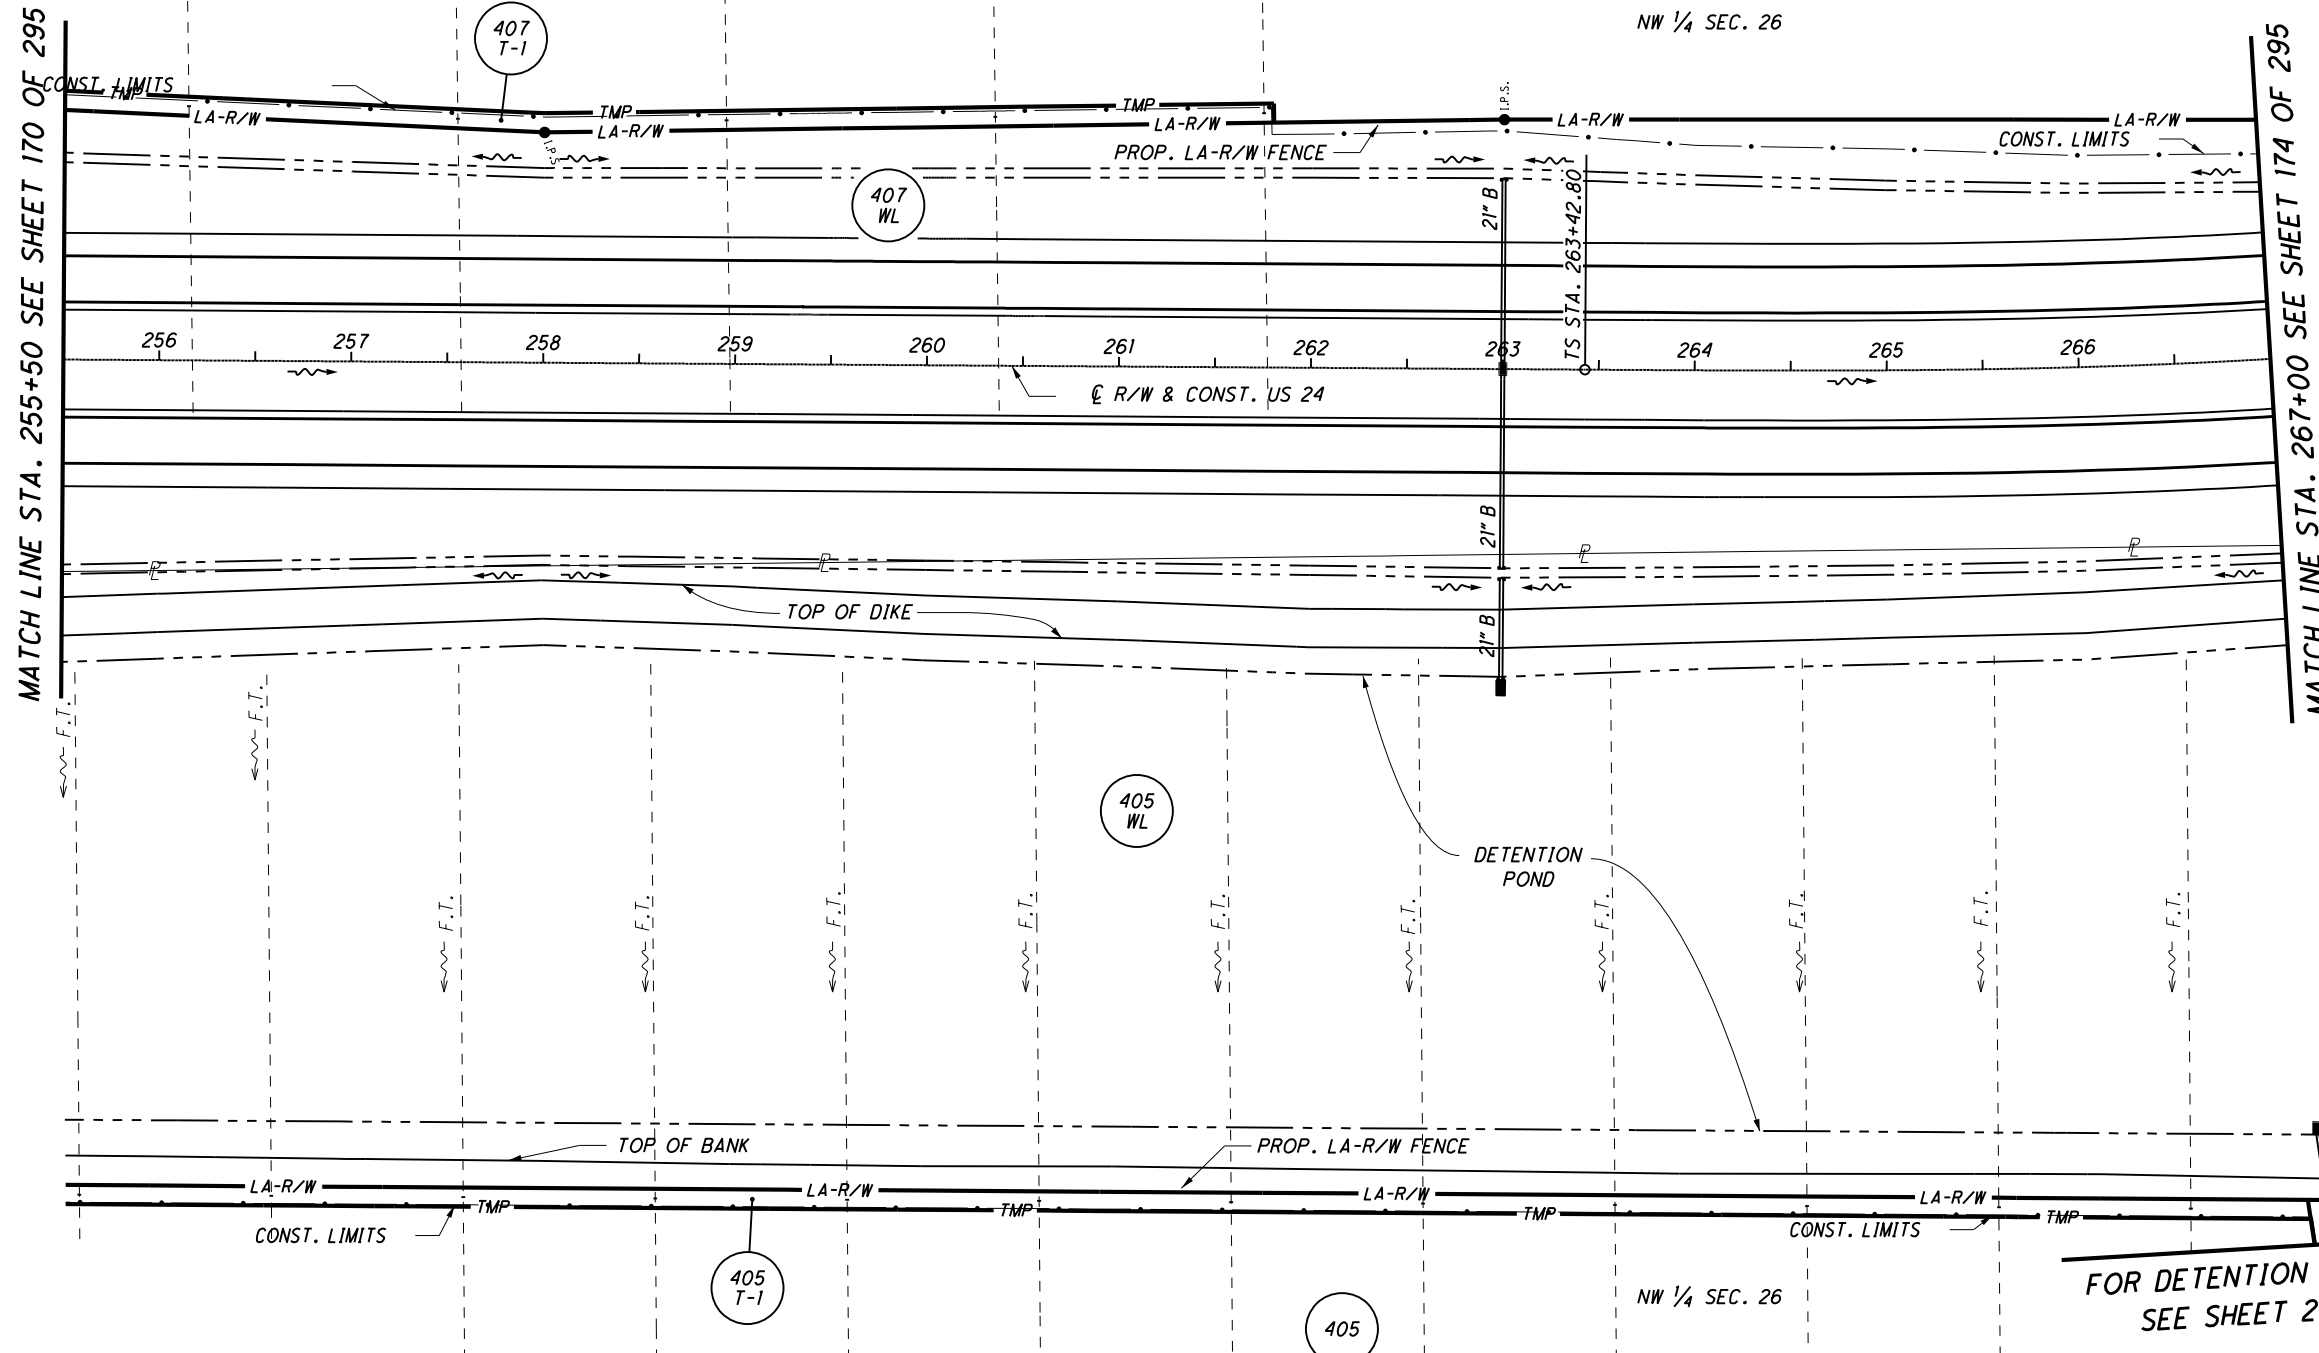 NW ¼ SEC. 26
407
T-1
CONST. LIMITS
TMP
TMP
TMP
LA-R/W
LA-R/W
LA-R/W
LA-R/W
LA-R/W
I.P.S.
I.P.S.
PROP. LA-R/W FENCE
CONST. LIMITS
407
WL
21" B
TS STA. 263+42.80
MATCH LINE STA. 255+50 SEE SHEET 170 OF 295
MATCH LINE STA. 267+00 SEE SHEET 174 OF 295
256
257
258
259
260
261
262
263
264
265
266
℄ R/W & CONST. US 24
21" B
PL
PL
PL
PL
TOP OF DIKE
21" B
F.T.
F.T.
405
WL
DETENTION
POND
F.T.
F.T.
F.T.
F.T.
F.T.
F.T.
F.T.
F.T.
F.T.
F.T.
TOP OF BANK
PROP. LA-R/W FENCE
LA-R/W
LA-R/W
LA-R/W
LA-R/W
TMP
TMP
TMP
TMP
CONST. LIMITS
CONST. LIMITS
405
T-1
405
NW ¼ SEC. 26
FOR DETENTION
SEE SHEET 2